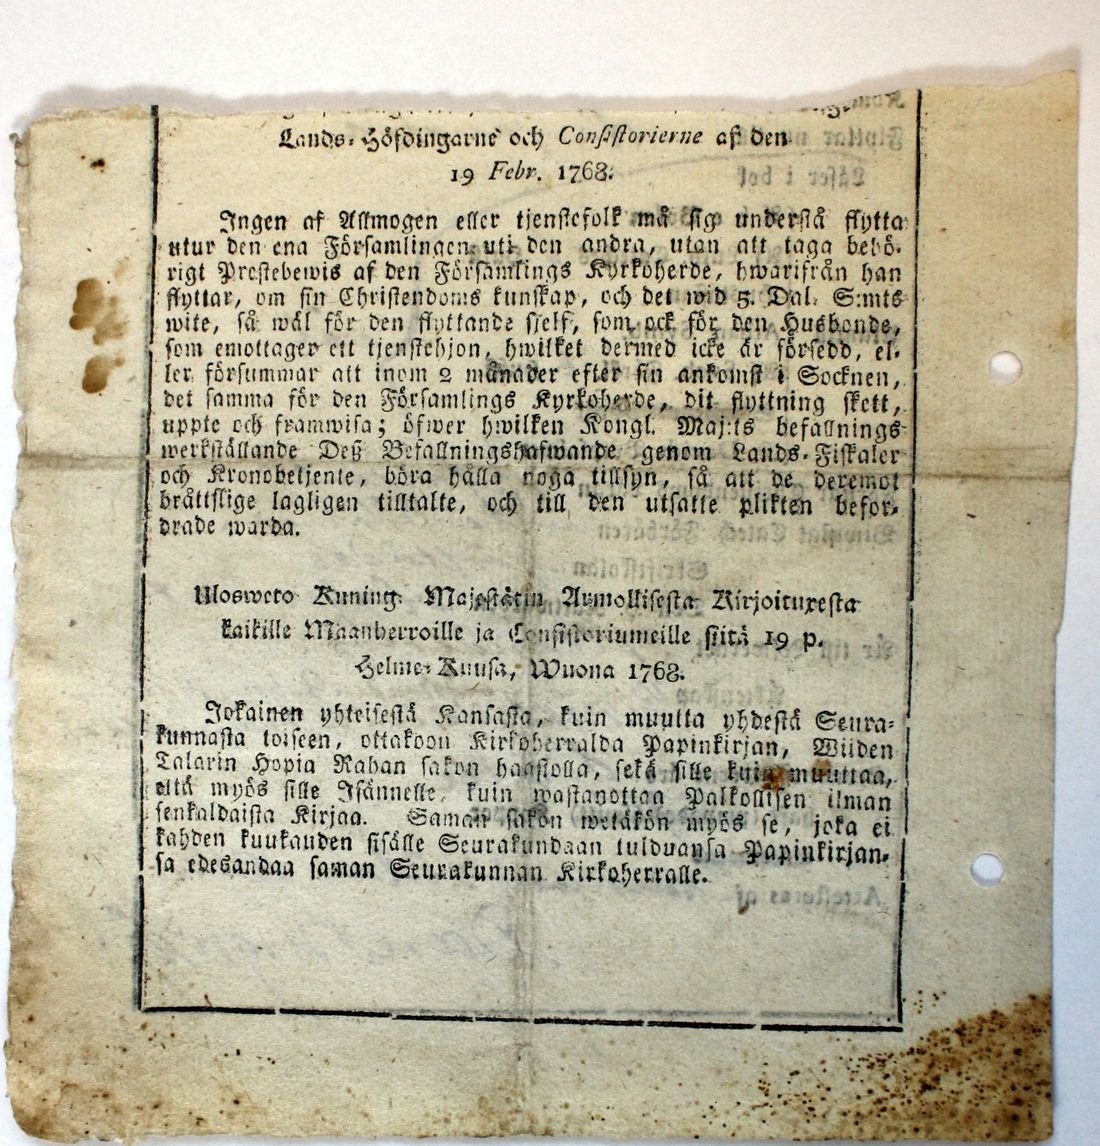 Lands-Höfdingarne och Consistorierne af den
19 Febr. 1768.
Ingen af Allmogen eller tjenstefolk må sig understå flytta
utur den ena Församlingen uti den andra, utan att taga behö-
rigt Prestebewis af den Församlings Kyrkoherde, hwarifrån han
flyttar, om sin Christendoms kunskap, och det wid 5. Dal. S:mts
wite, så wäl för den flyttande sjelf, som ock för den Husbonde,
som emottager ett tjenstehjon, hwilket dermed icke är försedd, el-
ler försummar att inom 2 månader efter sin ankomst i Socknen,
det samma för den Församlings Kyrkoherde, dit flyttning skett,
uppte och framwisa; öfwer hwilken Kongl. Maj:ts befallnings
werkställande Deß Befallningshafwande genom Lands-Fiskaler
och Kronobetjente, böra hålla noga tillsyn, så att de deremot
bråttslige lagligen tilltalte, och till den utsatte plikten befor-
drade warda.
Ulosweto Kuning. Majestätin Armollisesta Kirjoituxesta
kaikille Maanherroille ja Consistoriumeille siitä 19 p.
Helme-Kuusa, Wuona 1768.
Jokainen yhteisestä Kansasta, kuin muutta yhdestä Seura-
kunnasta toiseen, ottakoon Kirkoherralda Papinkirjan, Wiiden
Talarin Hopia Rahan sakon haastolla, sekä sille kuin muuttaa,
että myös sille Isännelle, kuin wastanottaa Palkollisen ilman
senkaldaista Kirjaa. Saman sakon wetäkön myös se, joka ei
kahden kuukauden sisälle Seurakundaan tulduansa Papinkirjan-
sa edesandaa saman Seurakunnan Kirkoherralle.